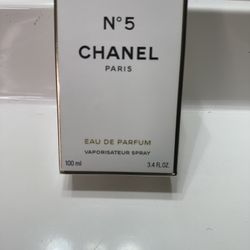 N°5
CHANEL
PARIS
EAU DE PARFUM
VAPORISATEUR SPRAY
100 ml 3.4 FL. OZ.